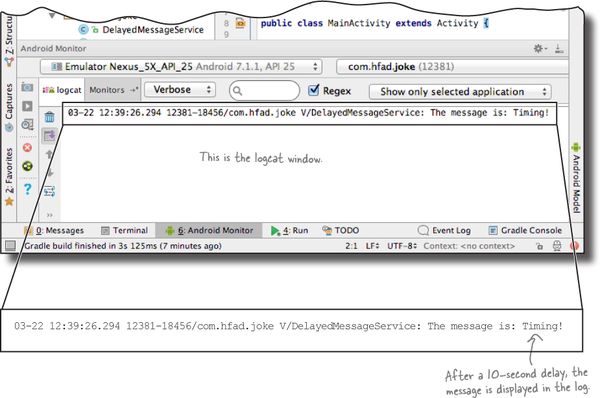 joke
DelayedMessageService
8
9
public class MainActivity extends Activity {
Android Monitor
Emulator Nexus_5X_API_25 Android 7.1.1, API 25
com.hfad.joke (12381)
logcat
Monitors
Verbose
Regex
Show only selected application
03-22 12:39:26.294 12381-18456/com.hfad.joke V/DelayedMessageService: The message is: Timing!
This is the logcat window.
Z: Structure
Captures
2: Favorites
Android Model
0: Messages
Terminal
6: Android Monitor
4: Run
TODO
Event Log
Gradle Console
Gradle build finished in 3s 125ms (7 minutes ago)
2:1
LF
UTF-8
Context: <no context>
03-22 12:39:26.294 12381-18456/com.hfad.joke V/DelayedMessageService: The message is: Timing!
After a 10-second delay, the
message is displayed in the log.